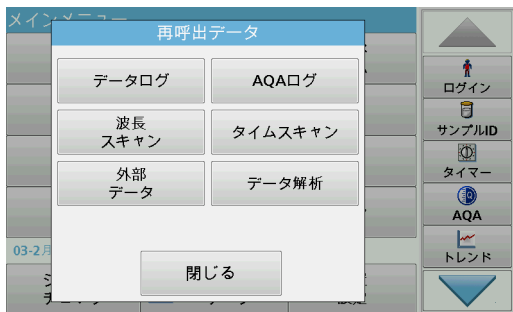 メインメニュー
再呼出データ
データログ
AQAログ
波長
スキャン
タイムスキャン
外部
データ
データ解析
閉じる
03-2月
ログイン
サンプルID
タイマー
AQA
トレンド